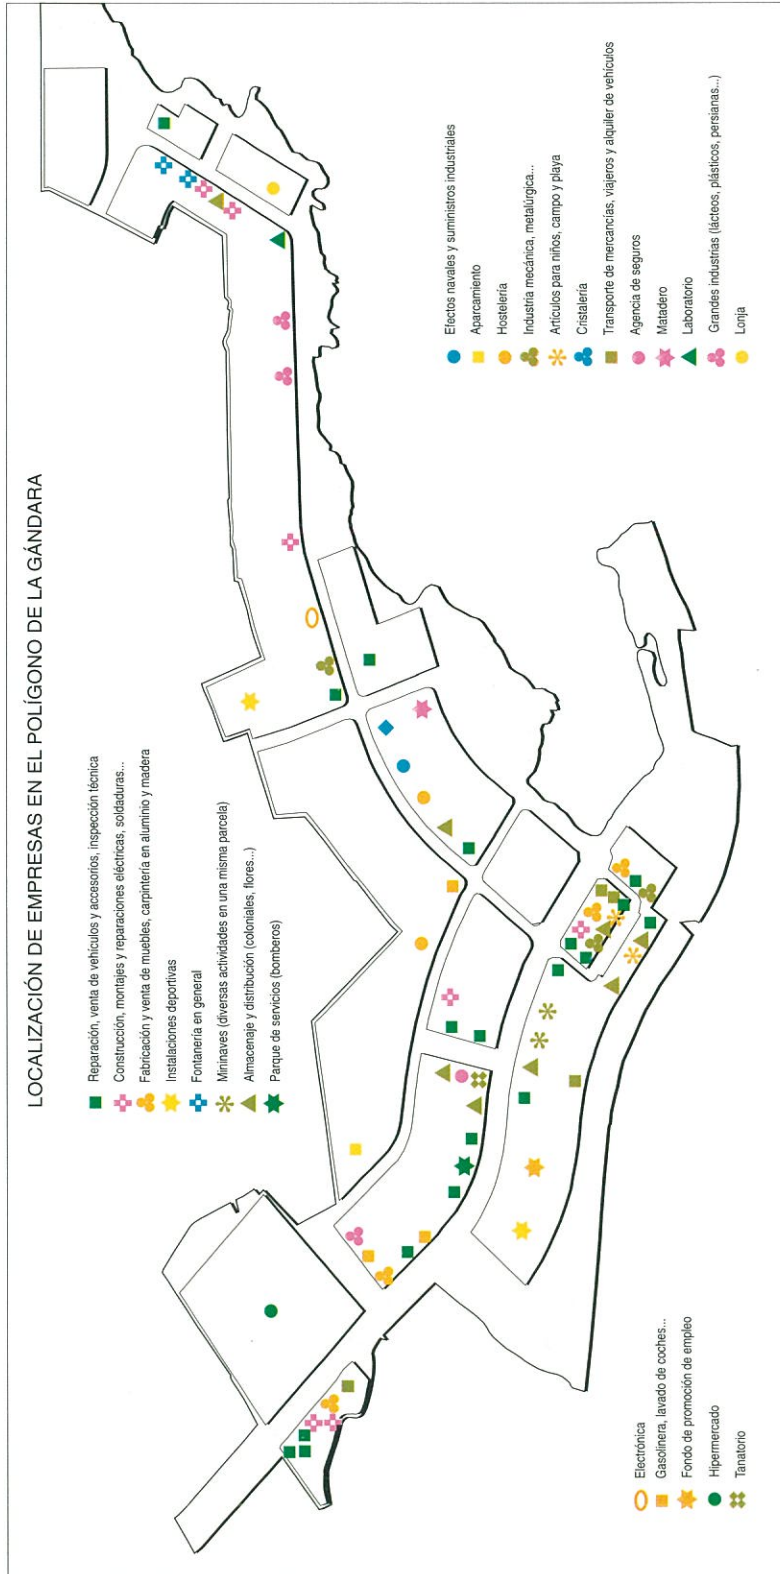 LOCALIZACIÓN DE EMPRESAS EN EL POLÍGONO DE LA GÁNDARA
Reparación, venta de vehículos y accesorios, inspección técnica
Construcción, montajes y reparaciones eléctricas, soldaduras...
Fabricación y venta de muebles, carpintería en aluminio y madera
Instalaciones deportivas
Fontanería en general
Mininaves (diversas actividades en una misma parcela)
Almacenaje y distribución (coloniales, flores...)
Parque de servicios (bomberos)
Electrónica
Gasolinera, lavado de coches...
Fondo de promoción de empleo
Hipermercado
Tanatorio
Efectos navales y suministros industriales
Aparcamiento
Hostelería
Industria mecánica, metalúrgica...
Artículos para niños, campo y playa
Cristalería
Transporte de mercancías, viajeros y alquiler de vehículos
Agencia de seguros
Matadero
Laboratorio
Grandes industrias (lácteos, plásticos, persianas...)
Lonja